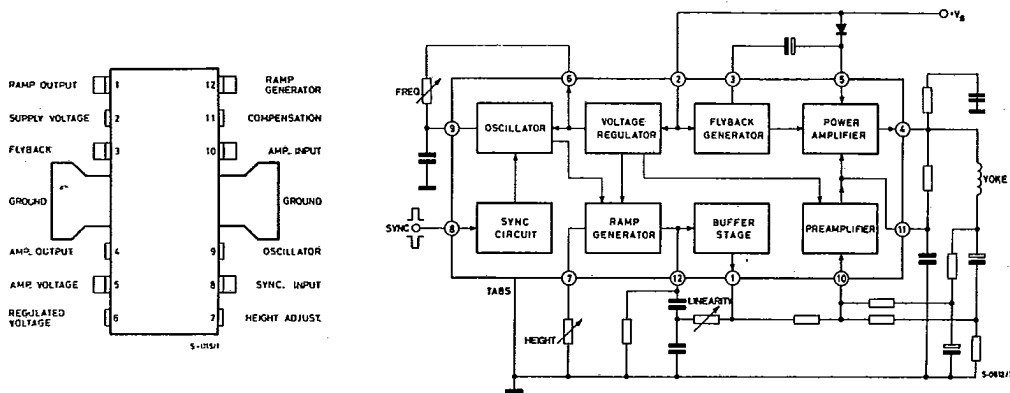 RAMP OUTPUT
1
12
RAMP
GENERATOR
SUPPLY VOLTAGE
2
11
COMPENSATION
FLYBACK
3
10
AMP. INPUT
GROUND
GROUND
AMP. OUTPUT
4
9
OSCILLATOR
AMP. VOLTAGE
5
8
SYNC. INPUT
REGULATED
VOLTAGE
6
7
HEIGHT ADJUST.
+Vs
6
2
3
5
FREQ.
9
OSCILLATOR
VOLTAGE
REGULATOR
FLYBACK
GENERATOR
POWER
AMPLIFIER
4
YOKE
SYNC
8
SYNC
CIRCUIT
RAMP
GENERATOR
BUFFER
STAGE
PREAMPLIFIER
11
TABS
7
12
1
10
LINEARITY
HEIGHT